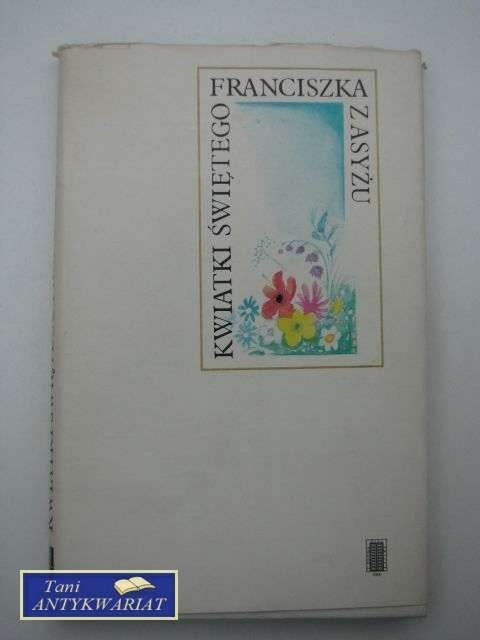 KWIATKI ŚWIĘTEGO
FRANCISZKA
Z ASYŻU
Tani
ANTYKWARIAT